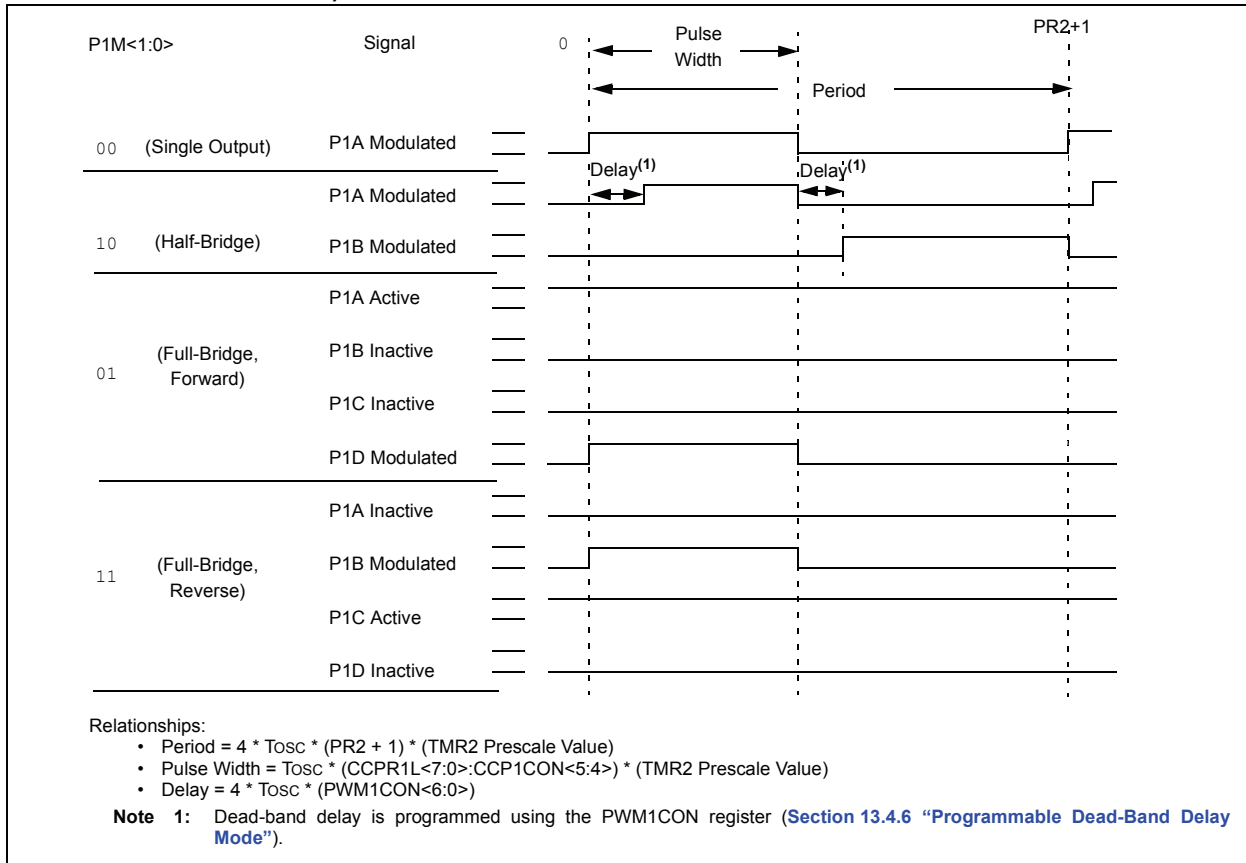 P1M<1:0> Signal 0 Pulse Width PR2+1
Period
00 (Single Output) P1A Modulated
Delay(1) Delay(1)
P1A Modulated
10 (Half-Bridge) P1B Modulated
P1A Active
01 (Full-Bridge, Forward) P1B Inactive
P1C Inactive
P1D Modulated
P1A Inactive
11 (Full-Bridge, Reverse) P1B Modulated
P1C Active
P1D Inactive
Relationships:
• Period = 4 * TOSC * (PR2 + 1) * (TMR2 Prescale Value)
• Pulse Width = TOSC * (CCPR1L<7:0>:CCP1CON<5:4>) * (TMR2 Prescale Value)
• Delay = 4 * TOSC * (PWM1CON<6:0>)
Note 1: Dead-band delay is programmed using the PWM1CON register (Section 13.4.6 “Programmable Dead-Band Delay
Mode”).